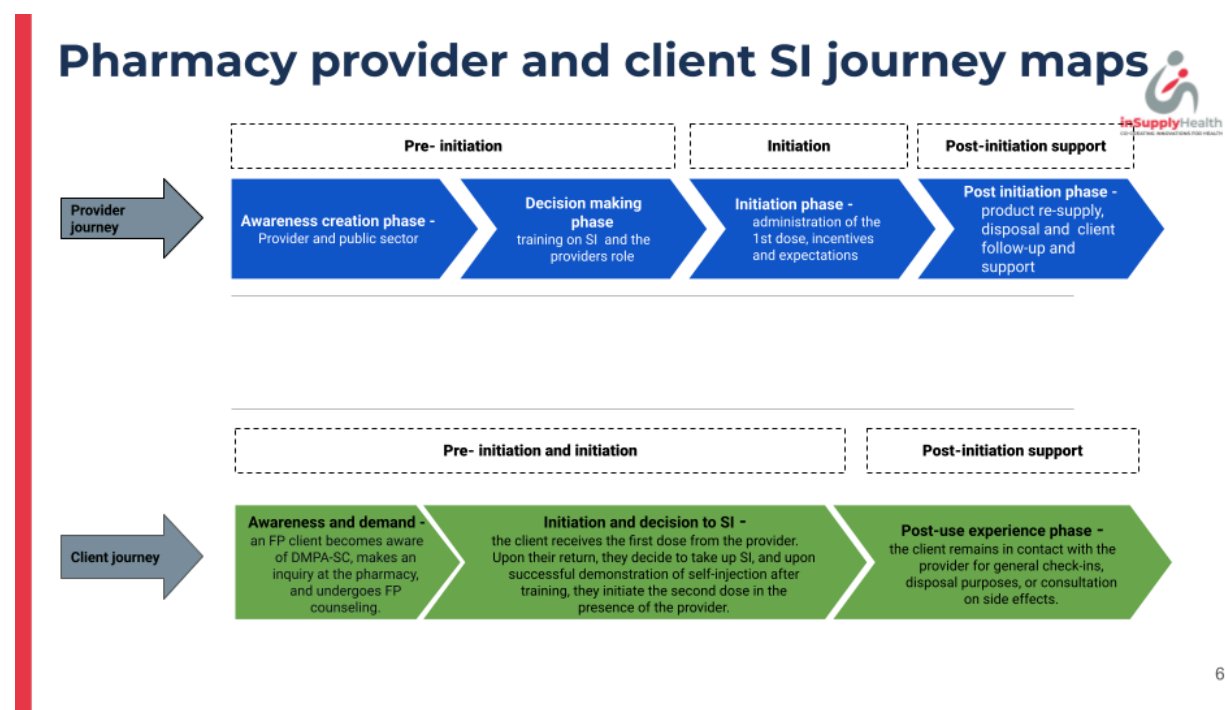 Pharmacy provider and client SI journey maps
inSupplyHealth
Pre- initiation
Initiation
Post-initiation support
Provider
journey
Awareness creation phase -
Provider and public sector
Decision making
phase
training on SI and the
providers role
Initiation phase -
administration of the
1st dose, incentives
and expectations
Post initiation phase -
product re-supply,
disposal and client
follow-up and
support
Pre- initiation and initiation
Post-initiation support
Client journey
Awareness and demand -
an FP client becomes aware
of DMPA-SC, makes an
inquiry at the pharmacy,
and undergoes FP
counseling.
Initiation and decision to SI -
the client receives the first dose from the provider.
Upon their return, they decide to take up SI, and upon
successful demonstration of self-injection after
training, they initiate the second dose in the
presence of the provider.
Post-use experience phase -
the client remains in contact with the
provider for general check-ins,
disposal purposes, or consultation
on side effects.
6